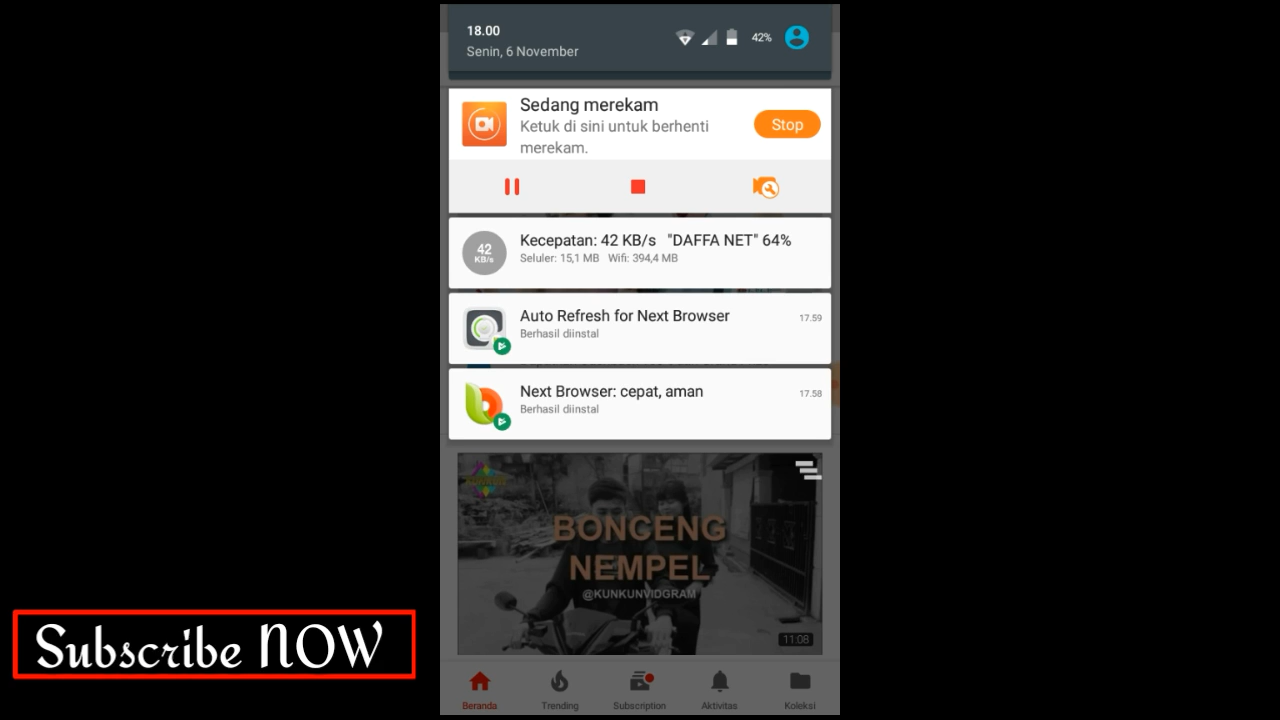 18.00
Senin, 6 November
42%
Sedang merekam
Ketuk di sini untuk berhenti
merekam.
Stop
42
KB/s
Kecepatan: 42 KB/s "DAFFA NET" 64%
Seluler: 15,1 MB Wifi: 394,4 MB
Auto Refresh for Next Browser
17.59
Berhasil diinstal
Next Browser: cepat, aman
17.58
Berhasil diinstal
BONCENG
NEMPEL
@KUNKUNVIDGRAM
11:08
Subscribe NOW
Beranda
Trending
Subscription
Aktivitas
Koleksi